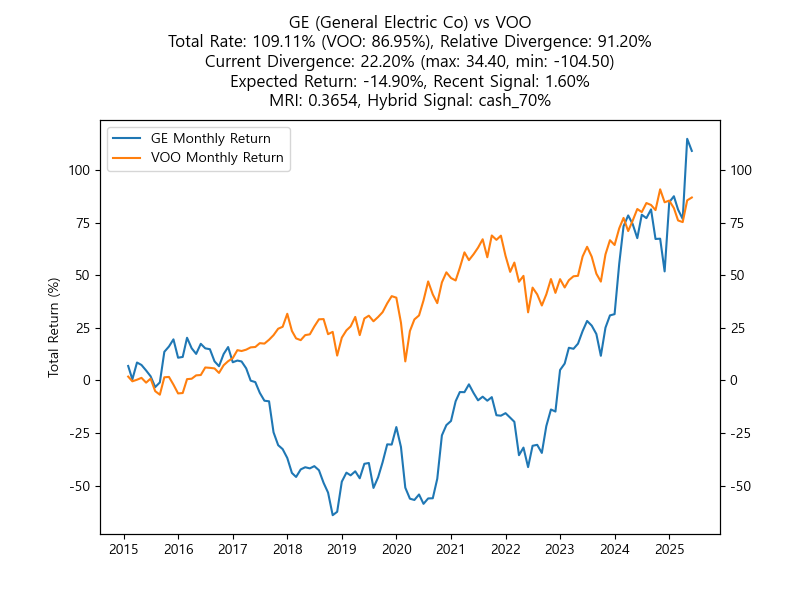 GE (General Electric Co) vs VOO
Total Rate: 109.11% (VOO: 86.95%), Relative Divergence: 91.20%
Current Divergence: 22.20% (max: 34.40, min: -104.50)
Expected Return: -14.90%, Recent Signal: 1.60%
MRI: 0.3654, Hybrid Signal: cash_70%
GE Monthly Return
VOO Monthly Return
Total Return (%)
100
75
50
25
0
-25
-50
100
75
50
25
0
-25
-50
2015 2016 2017 2018 2019 2020 2021 2022 2023 2024 2025